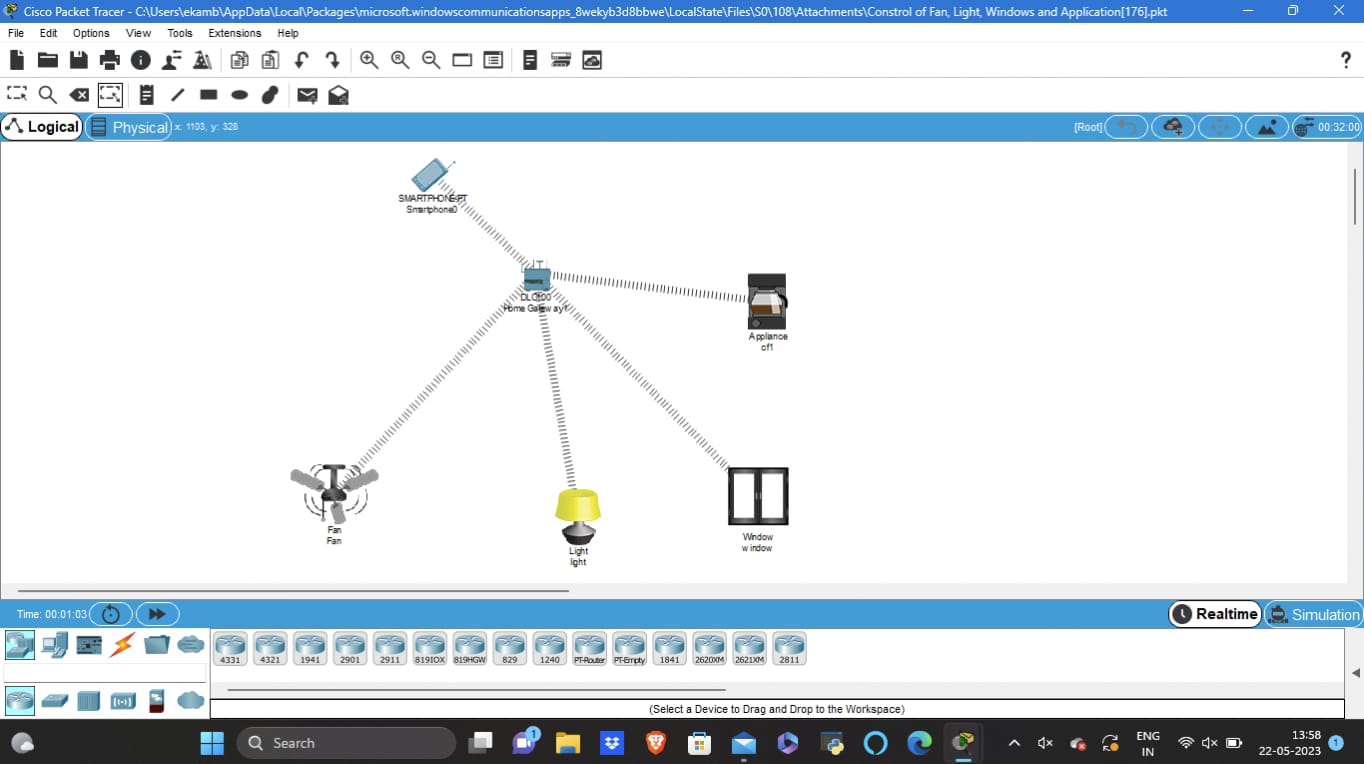 Cisco Packet Tracer - C:\Users\ekamb\AppData\Local\Packages\microsoft.windowscommunicationsapps_8wekyb3d8bbwe\LocalState\Files\S0\108\Attachments\Constrol of Fan, Light, Windows and Application[176].pkt
File Edit Options View Tools Extensions Help
?
Logical Physical x: 1103, y: 328 [Root] 00:32:00
SMARTPHONE-PT
Smartphone0
DLC100
Home Gateway1
Appliance
of1
Fan
Fan
Light
light
Window
window
Time: 00:01:03 Realtime Simulation
4331 4321 1941 2901 2911 819IOX 819HGW 829 1240 PT-Router PT-Empty 1841 2620XM 2621XM 2811
(Select a Device to Drag and Drop to the Workspace)
Search 1 ENG 13:58
IN 22-05-2023 1